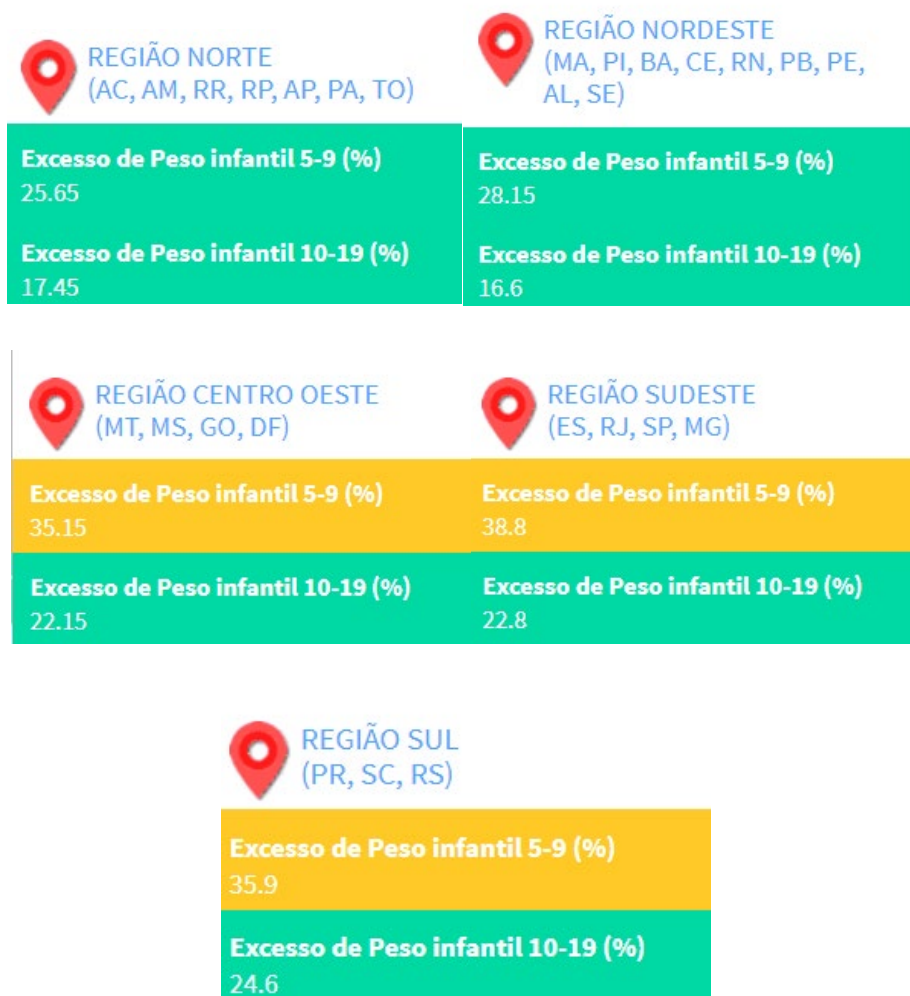 REGIÃO NORTE
(AC, AM, RR, RP, AP, PA, TO)
Excesso de Peso infantil 5-9 (%)
25.65
Excesso de Peso infantil 10-19 (%)
17.45
REGIÃO NORDESTE
(MA, PI, BA, CE, RN, PB, PE,
AL, SE)
Excesso de Peso infantil 5-9 (%)
28.15
Excesso de Peso infantil 10-19 (%)
16.6
REGIÃO CENTRO OESTE
(MT, MS, GO, DF)
Excesso de Peso infantil 5-9 (%)
35.15
Excesso de Peso infantil 10-19 (%)
22.15
REGIÃO SUDESTE
(ES, RJ, SP, MG)
Excesso de Peso infantil 5-9 (%)
38.8
Excesso de Peso infantil 10-19 (%)
22.8
REGIÃO SUL
(PR, SC, RS)
Excesso de Peso infantil 5-9 (%)
35.9
Excesso de Peso infantil 10-19 (%)
24.6